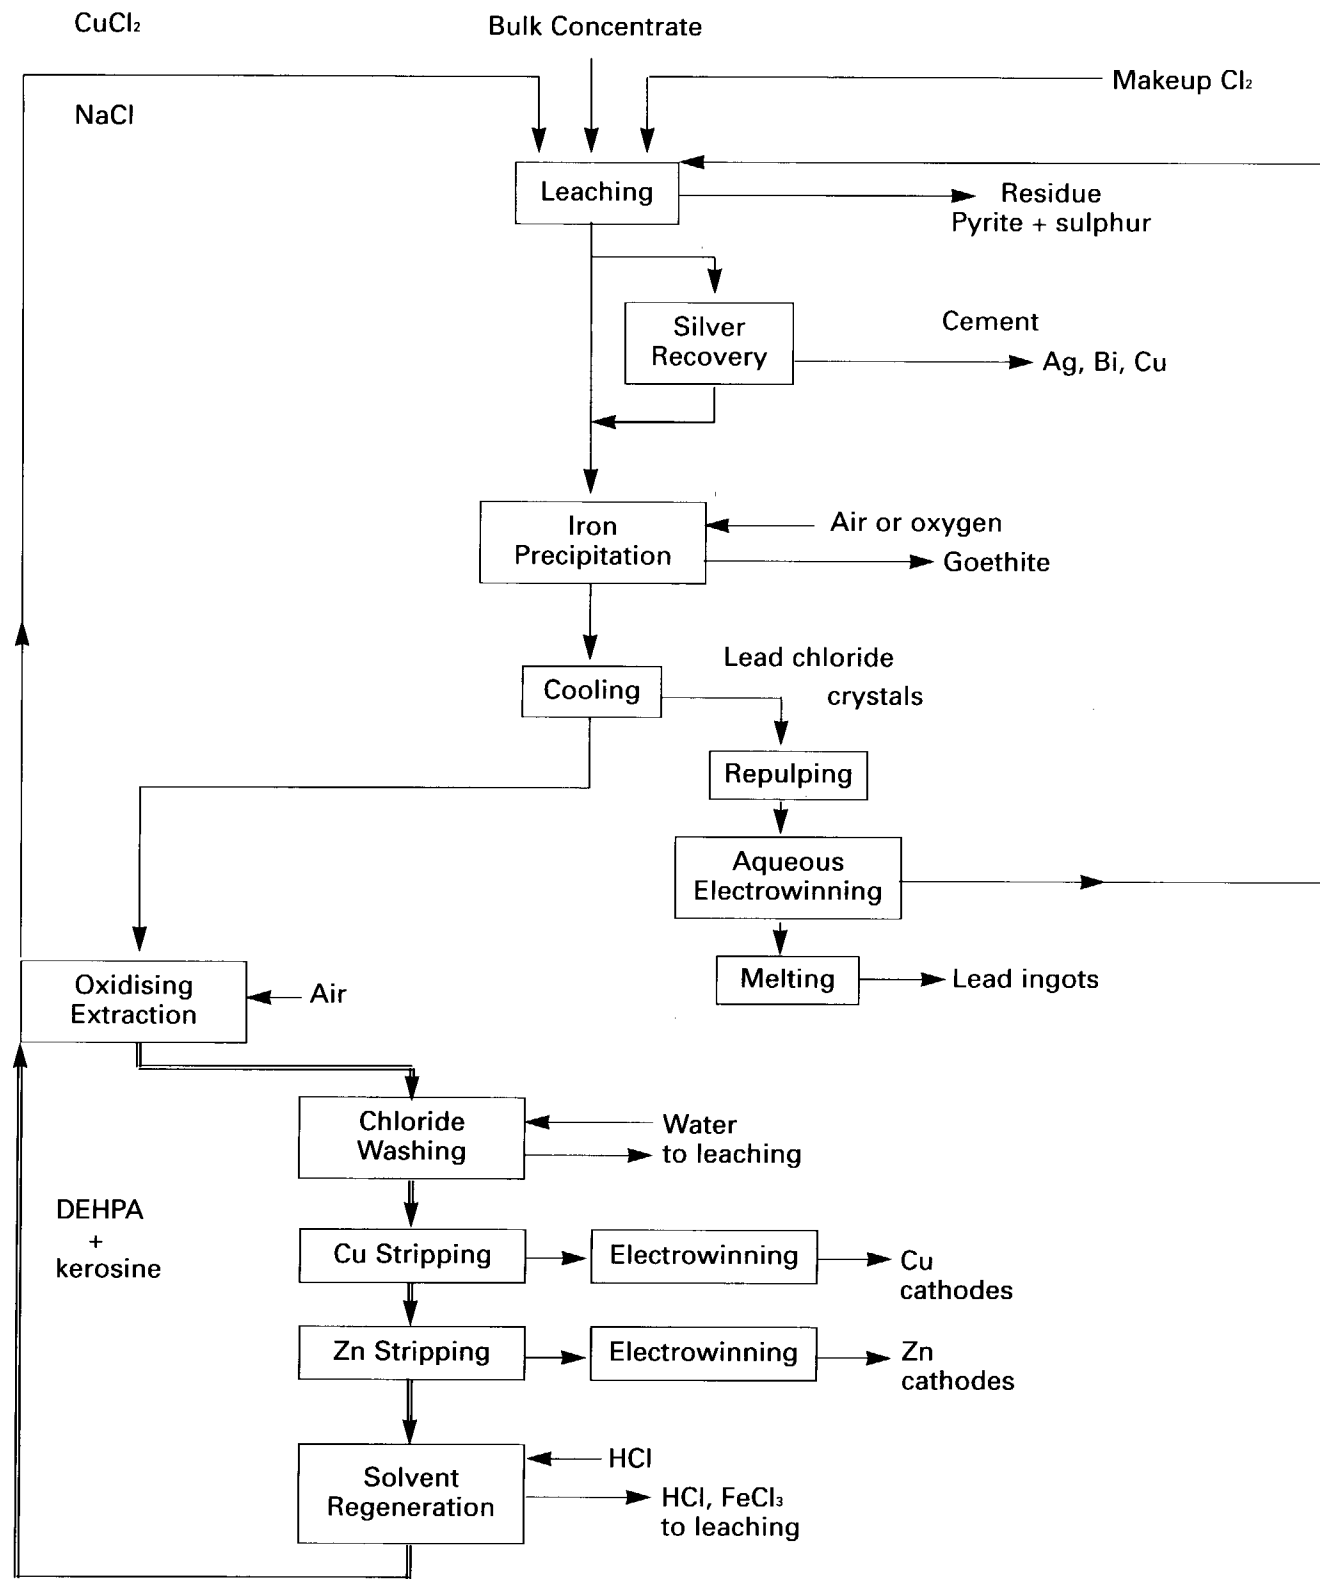 CuCl₂
Bulk Concentrate
Makeup Cl₂
NaCl
Leaching
Residue
Pyrite + sulphur
Silver
Recovery
Cement
Ag, Bi, Cu
Iron
Precipitation
Air or oxygen
Goethite
Lead chloride
crystals
Cooling
Repulping
Aqueous
Electrowinning
Melting
Lead ingots
Oxidising
Extraction
Air
Chloride
Washing
Water
to leaching
DEHPA
+
kerosine
Cu Stripping
Electrowinning
Cu
cathodes
Zn Stripping
Electrowinning
Zn
cathodes
Solvent
Regeneration
HCl
HCl, FeCl₃
to leaching